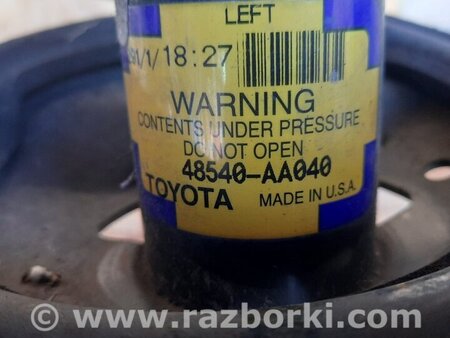 LEFT
91/1/ 18:27
WARNING
CONTENTS UNDER PRESSURE
DO NOT OPEN
48540-AA040
TOYOTA MADE IN U.S.A.
© www.razborki.com